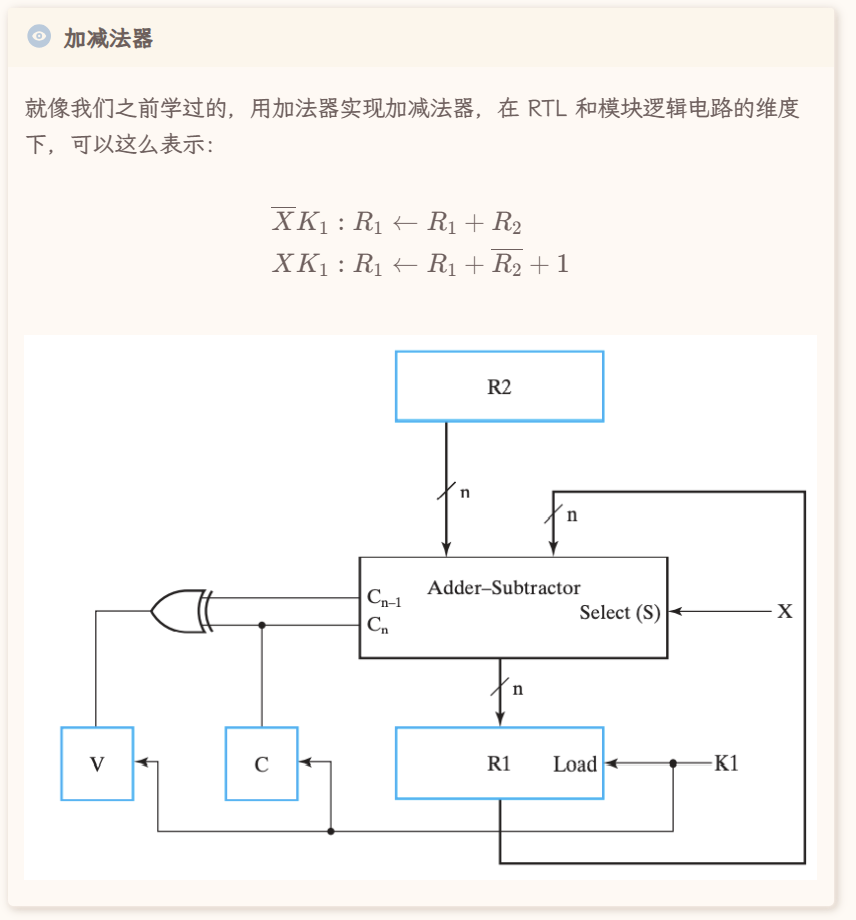 加减法器
就像我们之前学过的，用加法器实现加减法器，在 RTL 和模块逻辑电路的维度
下，可以这么表示：
$\overline{X}K_1 : R_1 \leftarrow R_1 + R_2$
$XK_1 : R_1 \leftarrow R_1 + \overline{R_2} + 1$
R2
n
n
Adder–Subtractor
C_{n–1}
Select (S)
X
C_n
n
V
C
R1
Load
K1